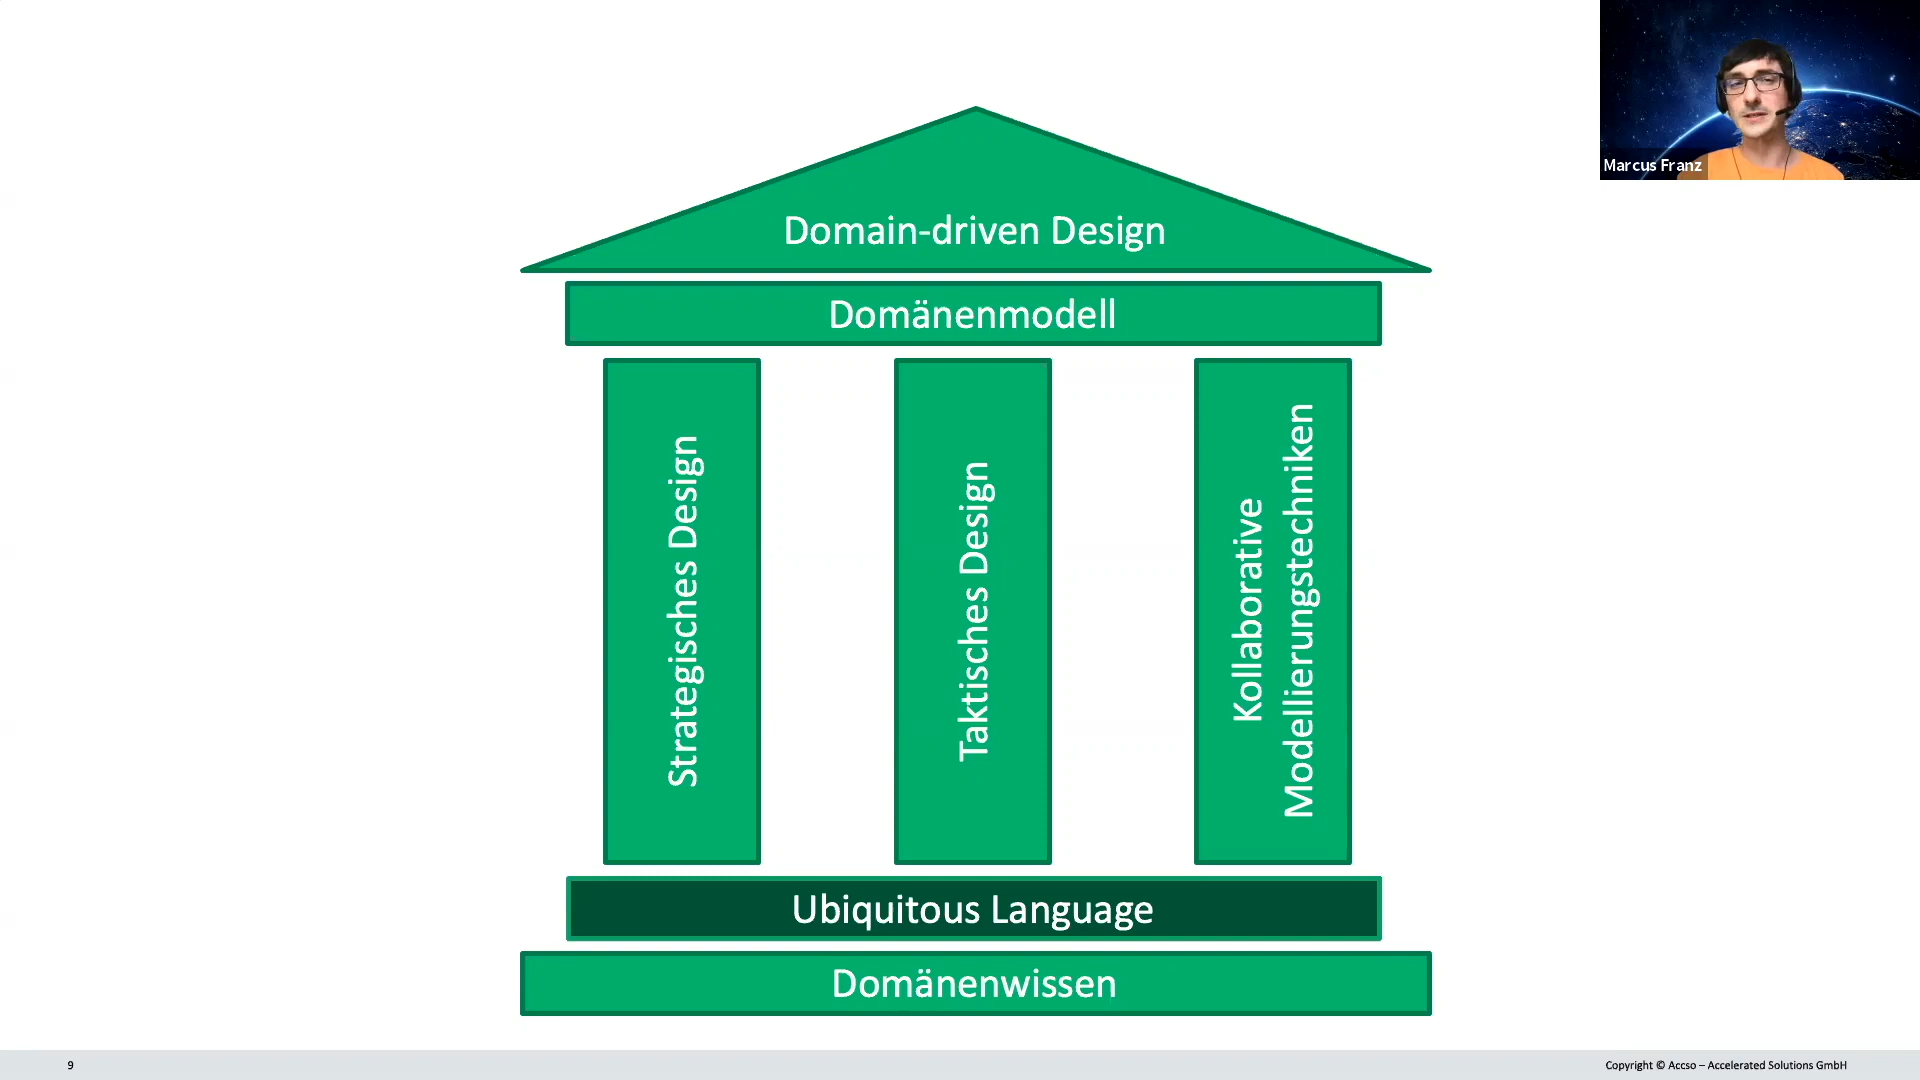 Marcus Franz
Domain-driven Design
Domänenmodell
Strategisches Design
Taktisches Design
Kollaborative
Modellierungstechniken
Ubiquitous Language
Domänenwissen
9
Copyright © Accso – Accelerated Solutions GmbH